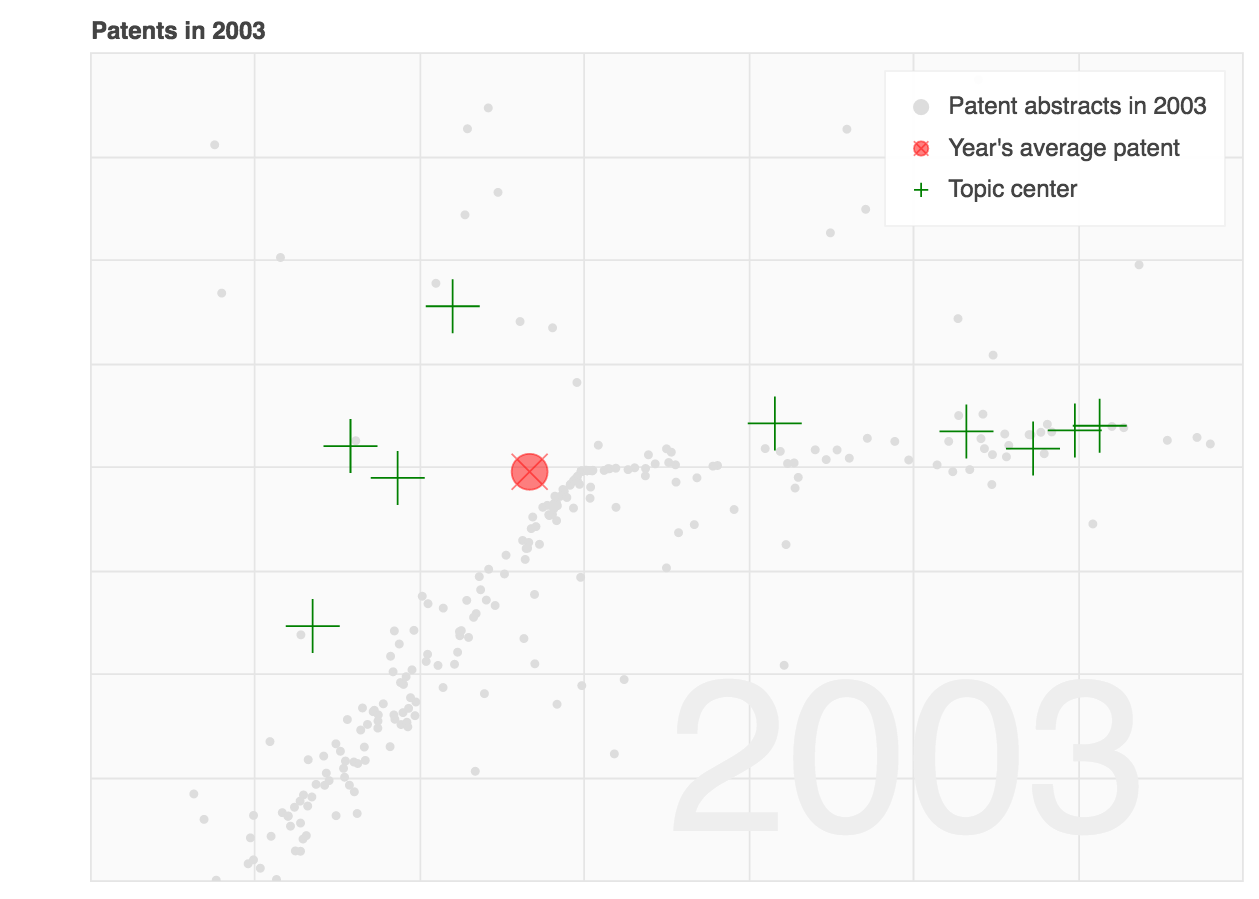 Patents in 2003
Patent abstracts in 2003
Year's average patent
Topic center
2003